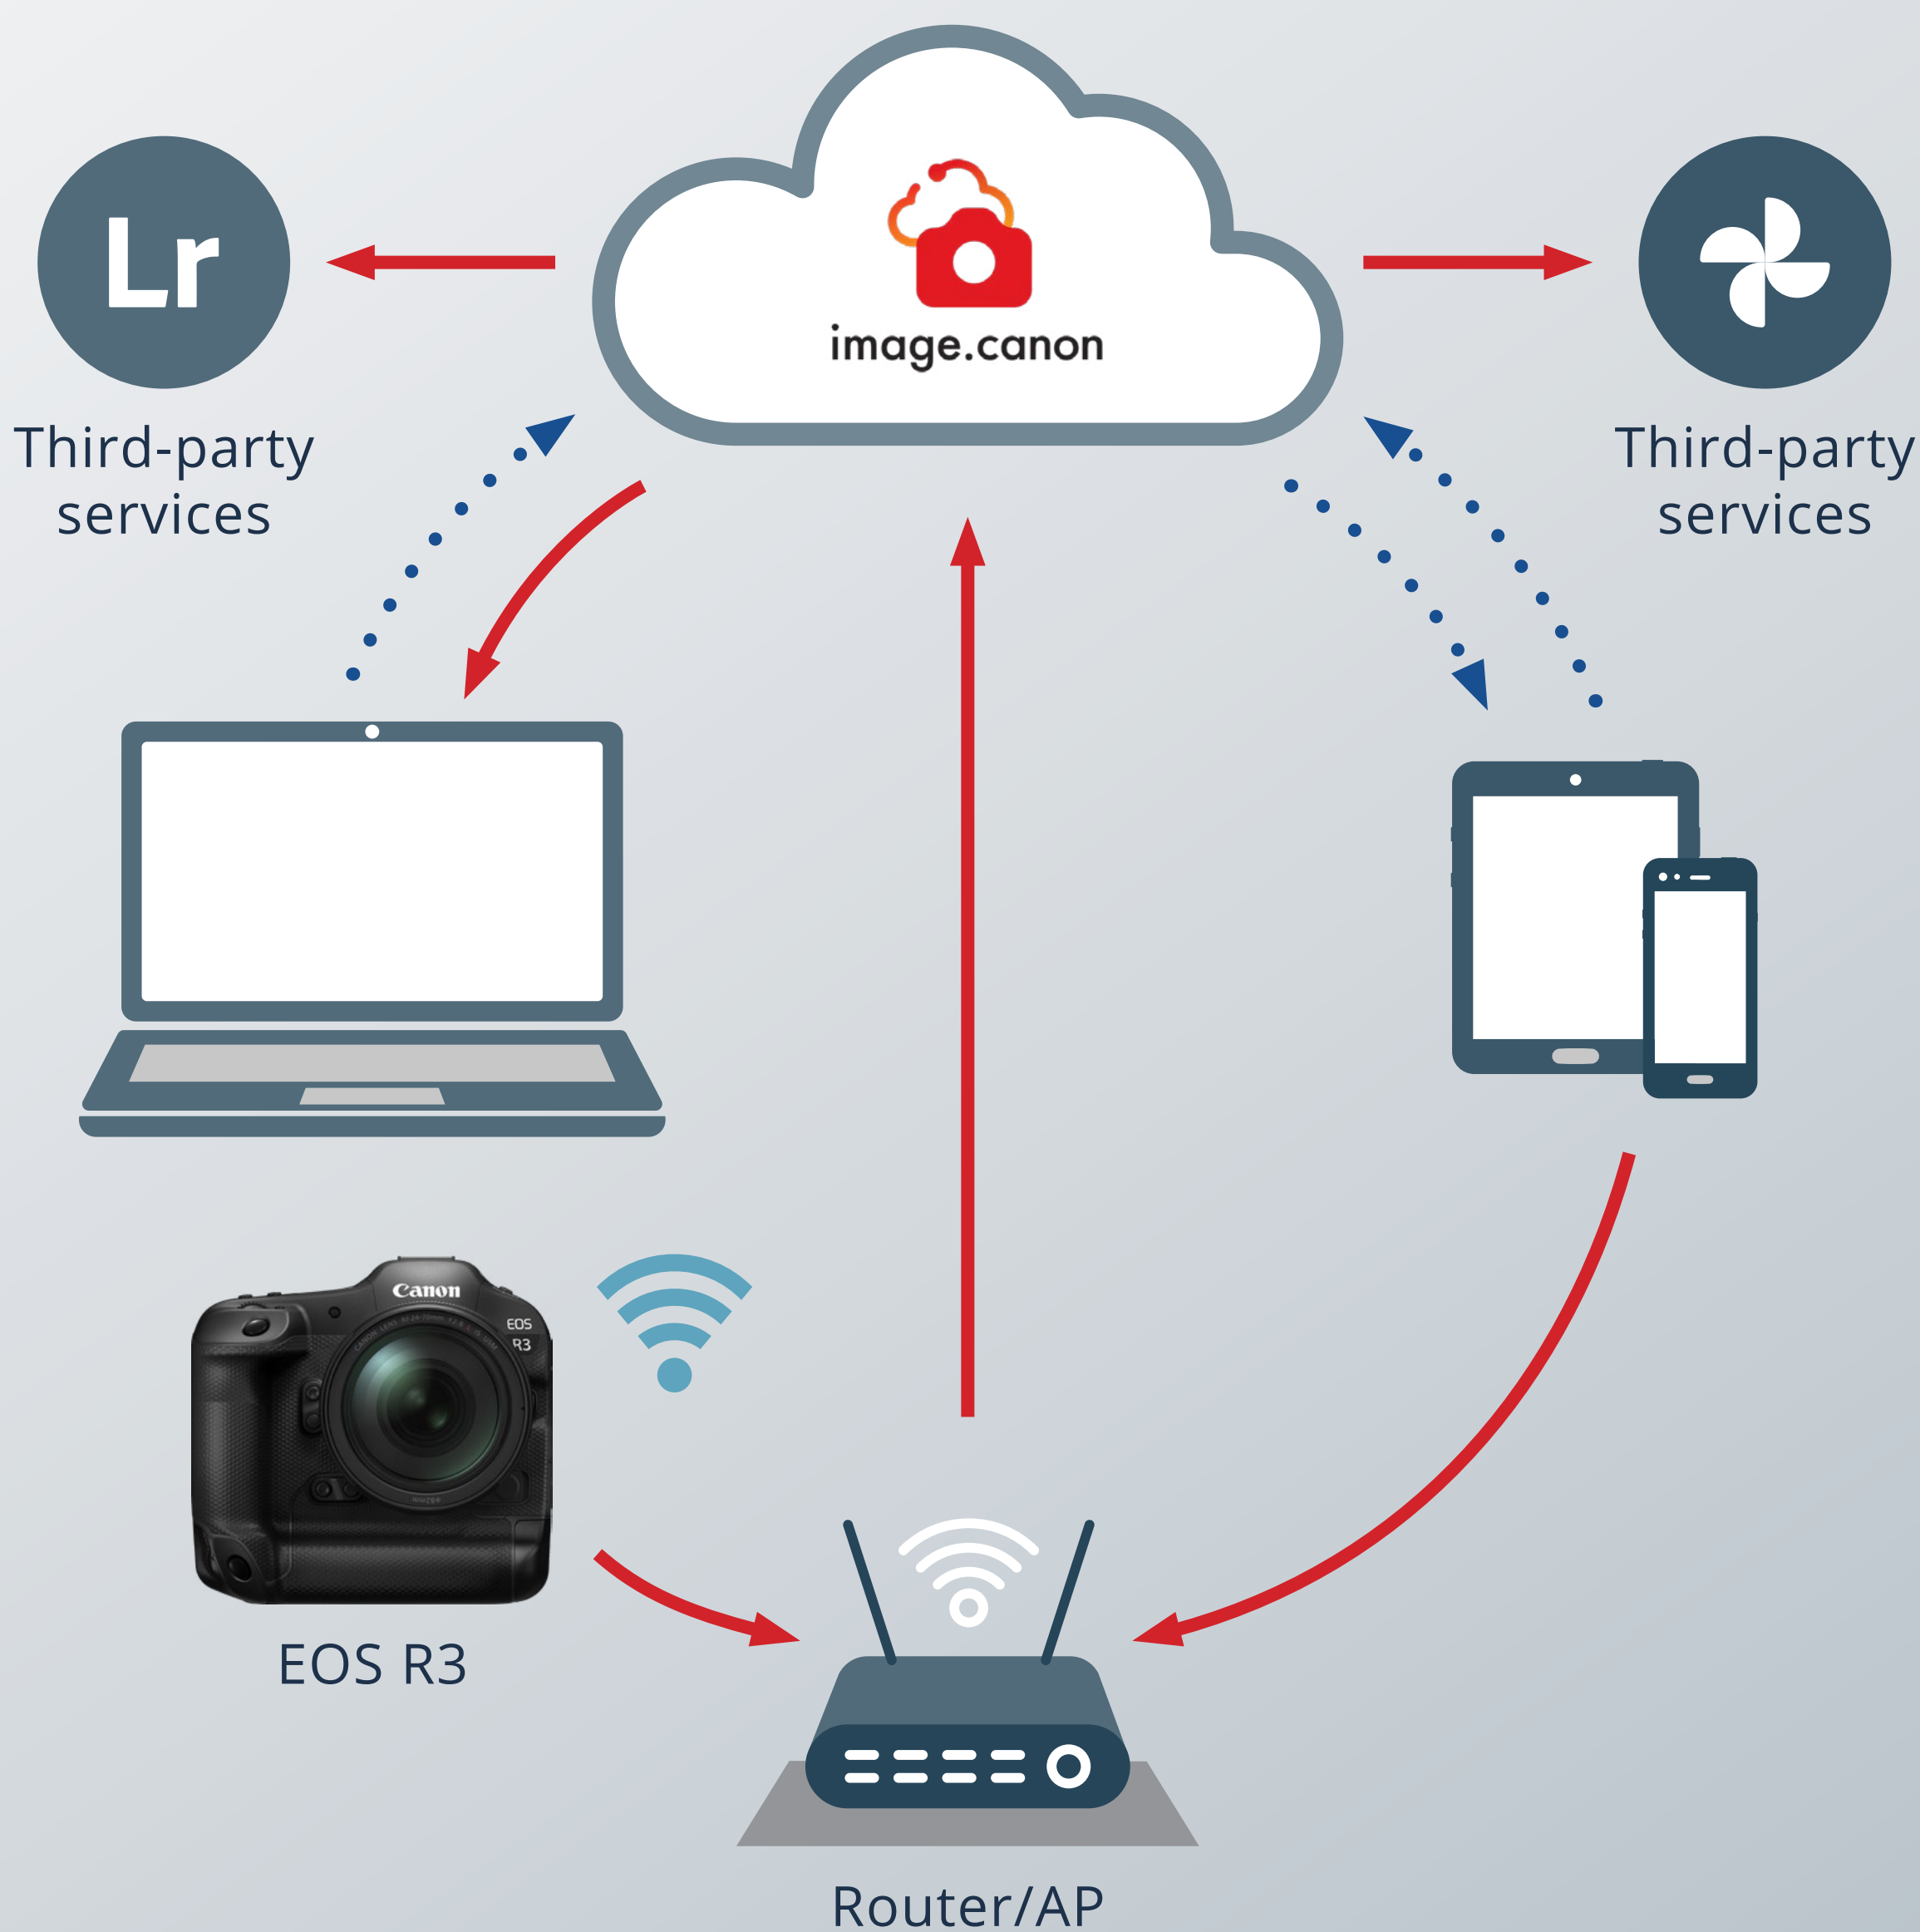 image.canon
Lr
Third-party
services
Third-party
services
Canon
EOS
R3
EOS R3
Router/AP